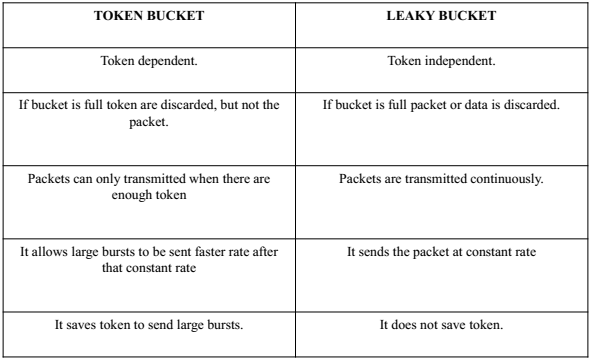 TOKEN BUCKET
LEAKY BUCKET
Token dependent.
Token independent.
If bucket is full token are discarded, but not the
packet.
If bucket is full packet or data is discarded.
Packets can only transmitted when there are
enough token
Packets are transmitted continuously.
It allows large bursts to be sent faster rate after
that constant rate
It sends the packet at constant rate
It saves token to send large bursts.
It does not save token.